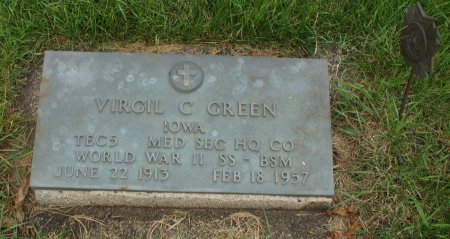 VIRGIL C GREEN
IOWA
TEC5 MED SEC HQ CO
WORLD WAR II SS - BSM
JUNE 22 1913 FEB 18 1957